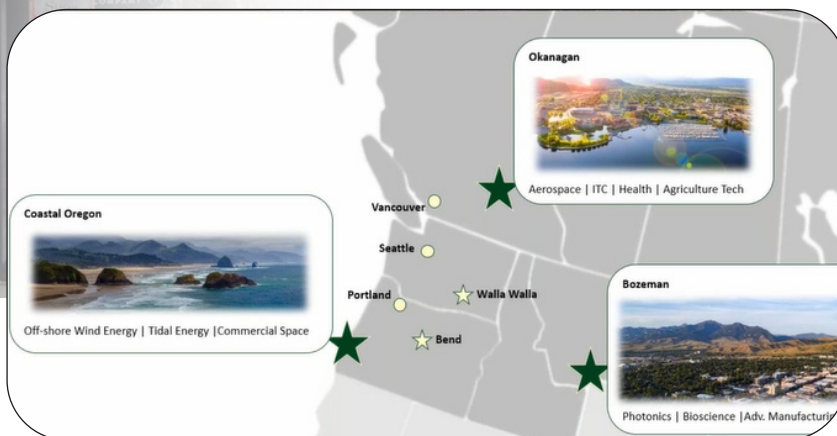 Okanagan
Aerospace | ITC | Health | Agriculture Tech
Vancouver
Coastal Oregon
Seattle
Bozeman
Portland
Walla Walla
Off-shore Wind Energy | Tidal Energy |Commercial Space
Bend
Photonics | Bioscience |Adv. Manufacturin